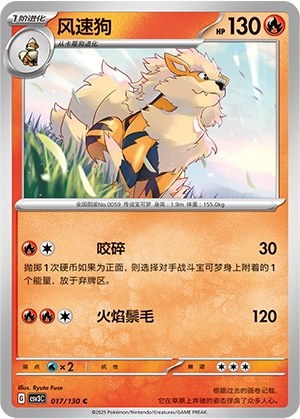 1阶进化
风速狗
HP 130
从卡蒂狗进化
全国图鉴No.0059 传说宝可梦 身高：1.9m 体重：155.0kg
咬碎 30
抛掷1次硬币如果为正面，则选择对手战斗宝可梦身上附着的1
个能量，放于弃牌区。
火焰鬃毛 120
弱点 ×2 抗性 撤退
Illus. Ryuta Fuse
G CSV3C 017/130 C
根据过去的画卷记载，
它在草原上奔驰的姿态俘虏了众多人心。
©2025 Pokémon/Nintendo/Creatures/GAME FREAK.